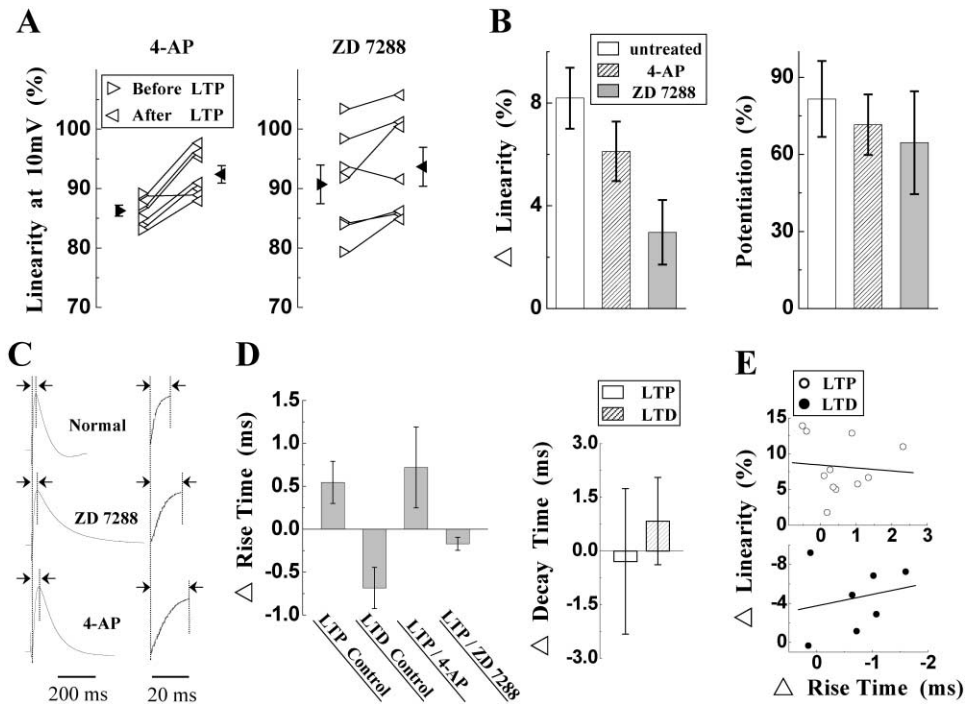 A
4-AP
ZD 7288
Linearity at 10mV (%)
Before LTP
After LTP
100
90
80
70
100
90
80
70
B
untreated
4-AP
ZD 7288
△ Linearity (%)
8
4
0
Potentiation (%)
90
60
30
0
C
Normal
ZD 7288
4-AP
200 ms
20 ms
D
△ Rise Time (ms)
1.0
0.5
0.0
-0.5
-1.0
LTP Control
LTD Control
LTP / 4-AP
LTP / ZD 7288
LTP
LTD
△ Decay Time (ms)
3.0
1.5
0.0
-1.5
-3.0
E
LTP
LTD
△ Linearity (%)
15
10
5
0
0 1 2 3
-8
-4
0
0 -1 -2
△ Rise Time (ms)